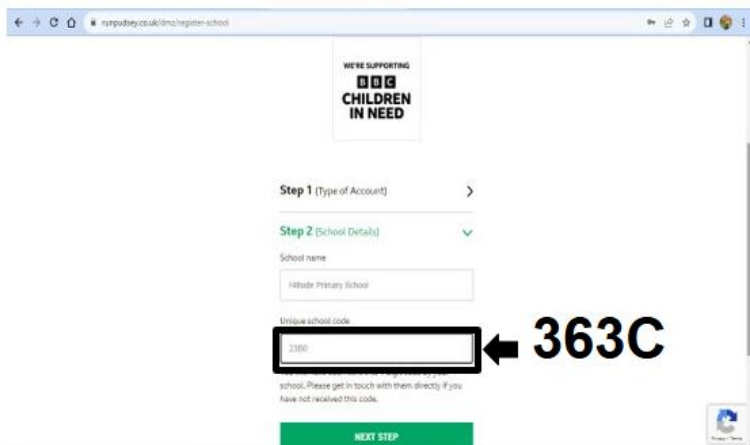 runpudsey.co.uk/dmz/register-school
WE'RE SUPPORTING
BBC
CHILDREN
IN NEED
Step 1 (Type of Account)
Step 2 (School Details)
School name
Hillside Primary School
Unique school code
3380
363C
school. Please get in touch with them directly if you
have not received this code.
NEXT STEP